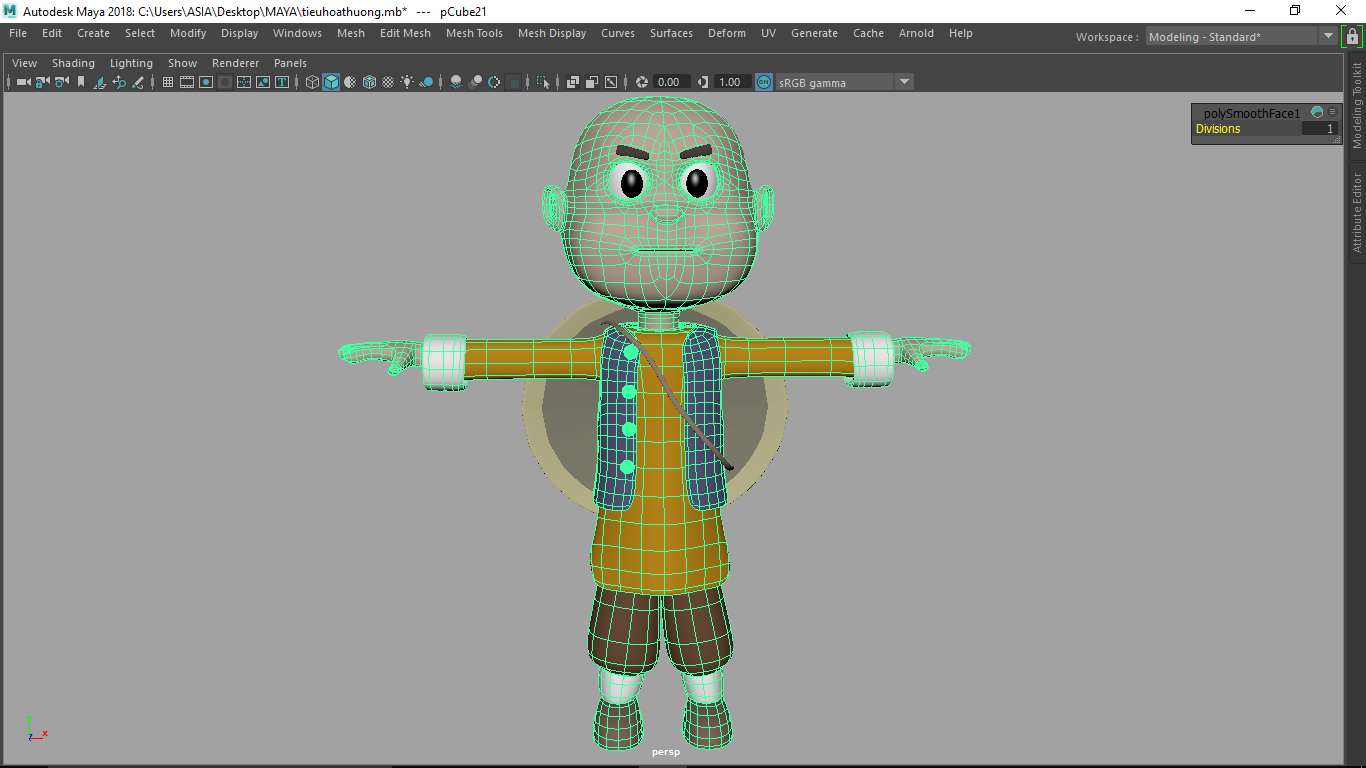 Autodesk Maya 2018: C:\Users\ASIA\Desktop\MAYA\tieuhoathuong.mb* --- pCube21
File Edit Create Select Modify Display Windows Mesh Edit Mesh Mesh Tools Mesh Display Curves Surfaces Deform UV Generate Cache Arnold Help
Workspace : Modeling - Standard*
View Shading Lighting Show Renderer Panels
0.00 1.00 ON sRGB gamma
polySmoothFace1
Divisions 1
Modeling Toolkit
Attribute Editor
y
z x
persp